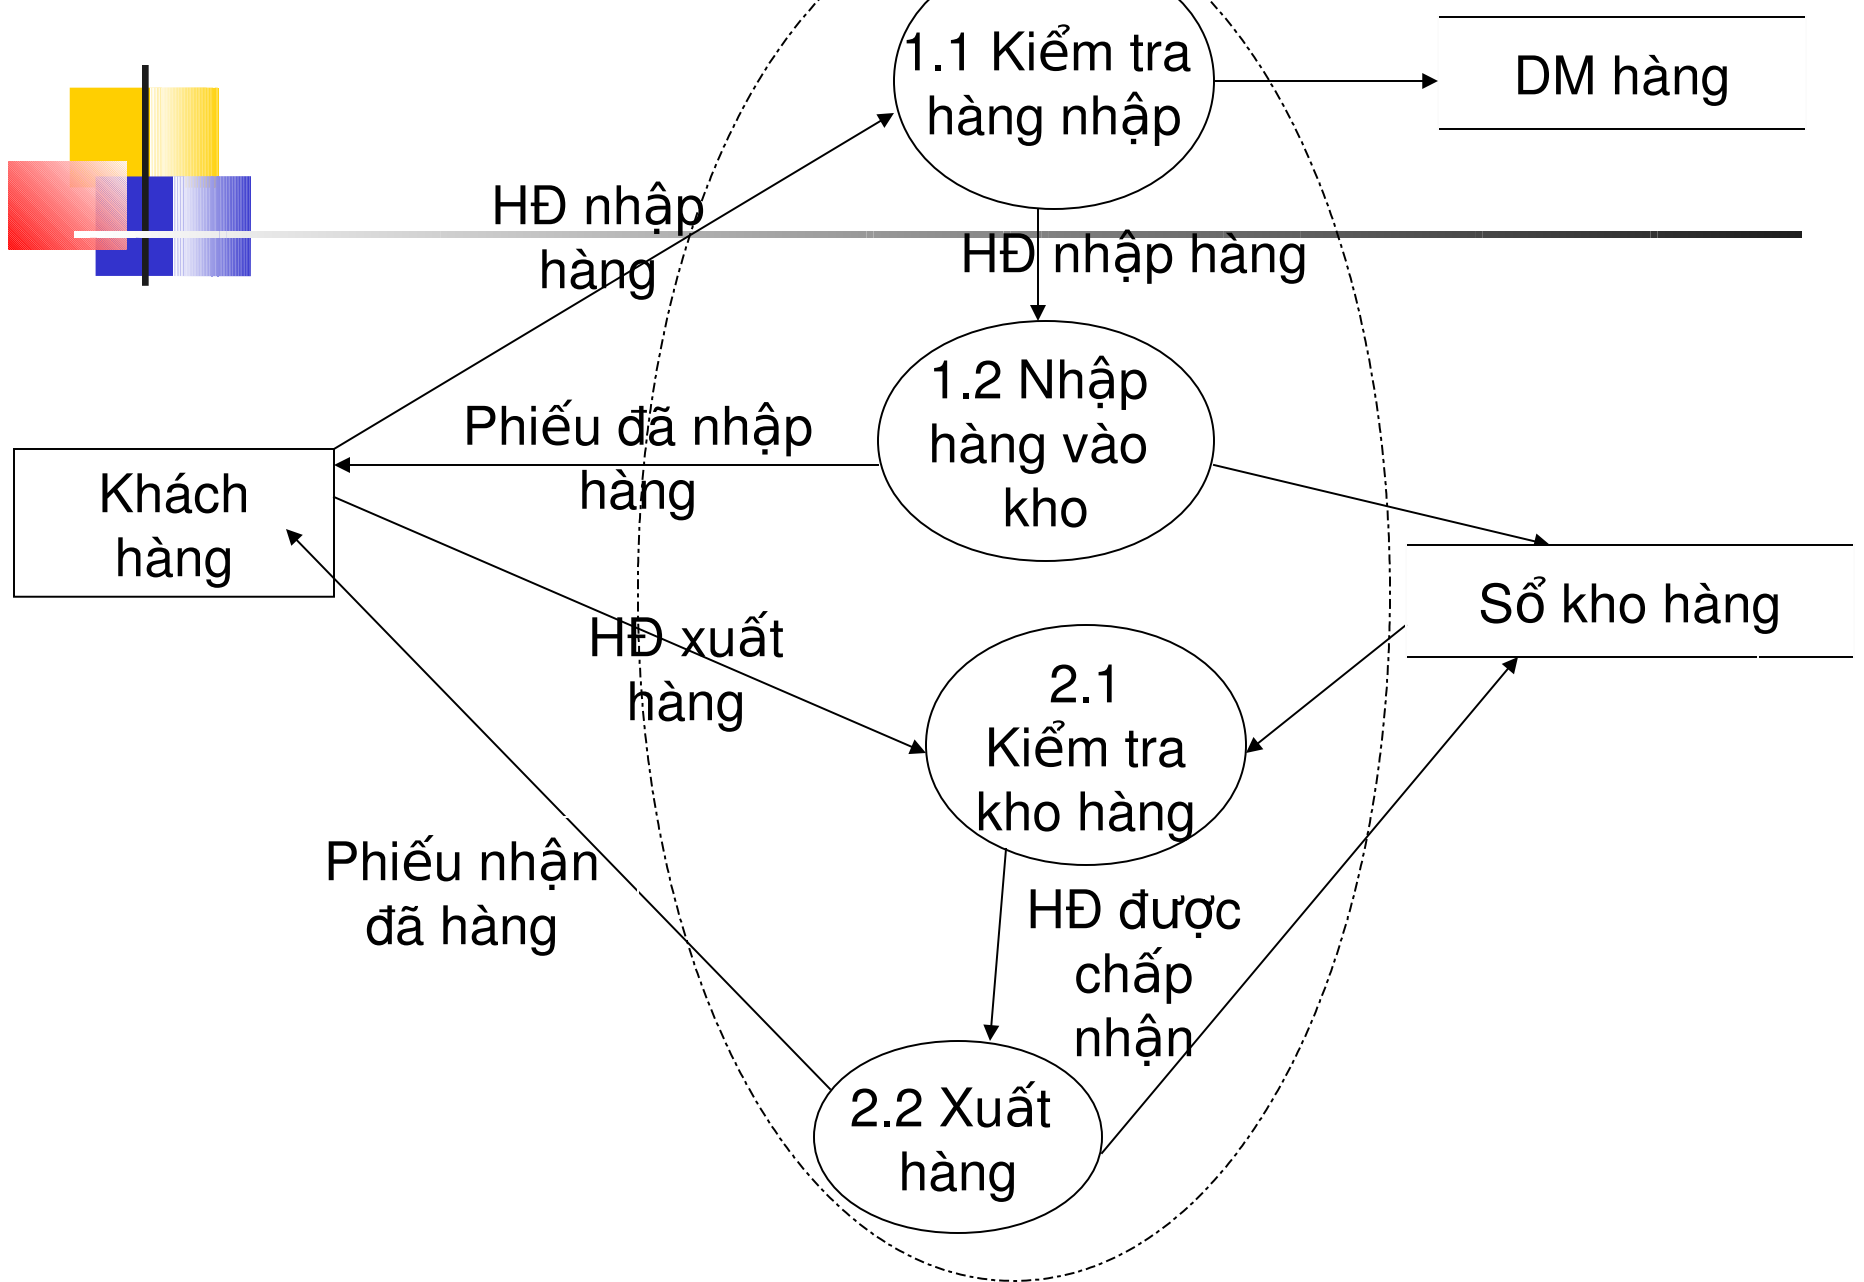 1.1 Kiểm tra
hàng nhập
DM hàng
HĐ nhập
hàng
HĐ nhập hàng
1.2 Nhập
hàng vào
kho
Phiếu đã nhập
hàng
Khách
hàng
Sổ kho hàng
HĐ xuất
hàng
2.1
Kiểm tra
kho hàng
Phiếu nhận
đã hàng
HĐ được
chấp
nhận
2.2 Xuất
hàng